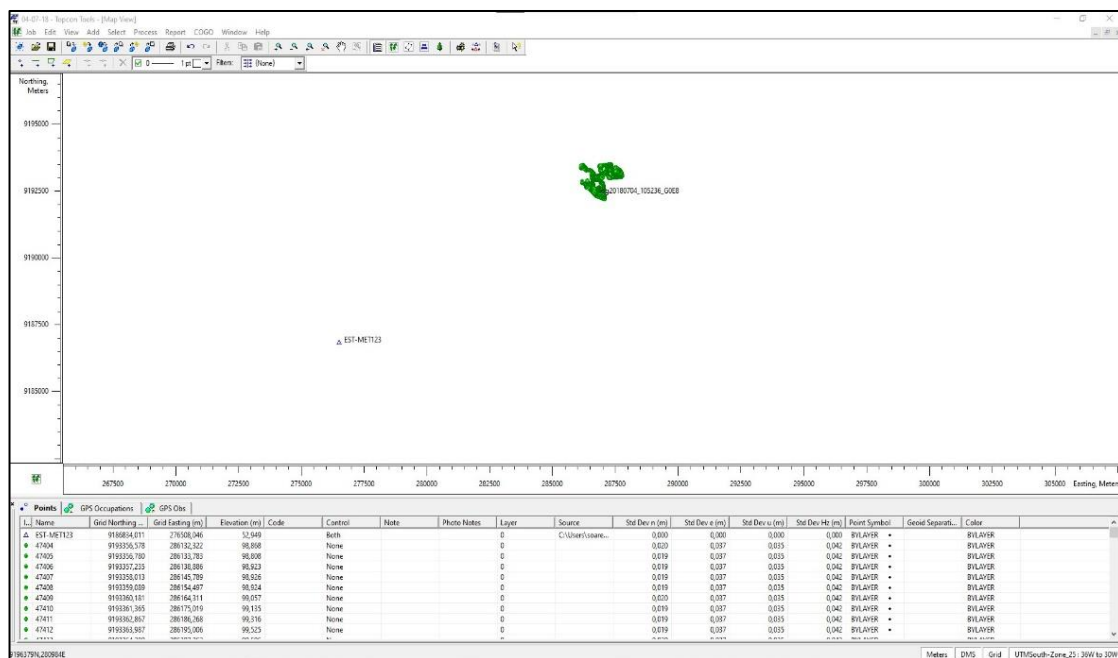 04-07-18 - Topcon Tools - [Map View]
Job Edit View Add Select Process Report COGO Window Help
0 1 pt Filters: (None)
Northing, Meters
9195000
9192500
20180704_105236_G0E8
9190000
9187500
EST-MET123
9185000
267500 270000 272500 275000 277500 280000 282500 285000 287500 290000 292500 295000 297500 300000 302500 305000 Easting, Meters
Points GPS Occupations GPS Obs
I... Name Grid Northing ... Grid Easting (m) Elevation (m) Code Control Note Photo Notes Layer Source Std Dev n (m) Std Dev e (m) Std Dev u (m) Std Dev Hz (m) Point Symbol Geoid Separati... Color
EST-MET123 9186834,011 276508,046 52,949 Both 0 C:\Users\soare... 0,000 0,000 0,000 0,000 BYLAYER BYLAYER
47404 9193356,578 286132,322 98,868 None 0 0,020 0,037 0,035 0,042 BYLAYER BYLAYER
47405 9193356,780 286133,783 98,808 None 0 0,019 0,037 0,035 0,042 BYLAYER BYLAYER
47406 9193357,235 286138,886 98,923 None 0 0,019 0,037 0,035 0,042 BYLAYER BYLAYER
47407 9193358,013 286145,789 98,926 None 0 0,019 0,037 0,035 0,042 BYLAYER BYLAYER
47408 9193359,089 286154,497 98,924 None 0 0,019 0,037 0,035 0,042 BYLAYER BYLAYER
47409 9193360,181 286164,311 99,057 None 0 0,020 0,037 0,035 0,042 BYLAYER BYLAYER
47410 9193361,365 286175,019 99,135 None 0 0,019 0,037 0,035 0,042 BYLAYER BYLAYER
47411 9193362,867 286186,268 99,316 None 0 0,019 0,037 0,035 0,042 BYLAYER BYLAYER
47412 9193363,987 286195,006 99,525 None 0 0,019 0,037 0,035 0,042 BYLAYER BYLAYER
9196379N,280984E Meters DMS Grid UTMSouth-Zone_25 : 36W to 30W